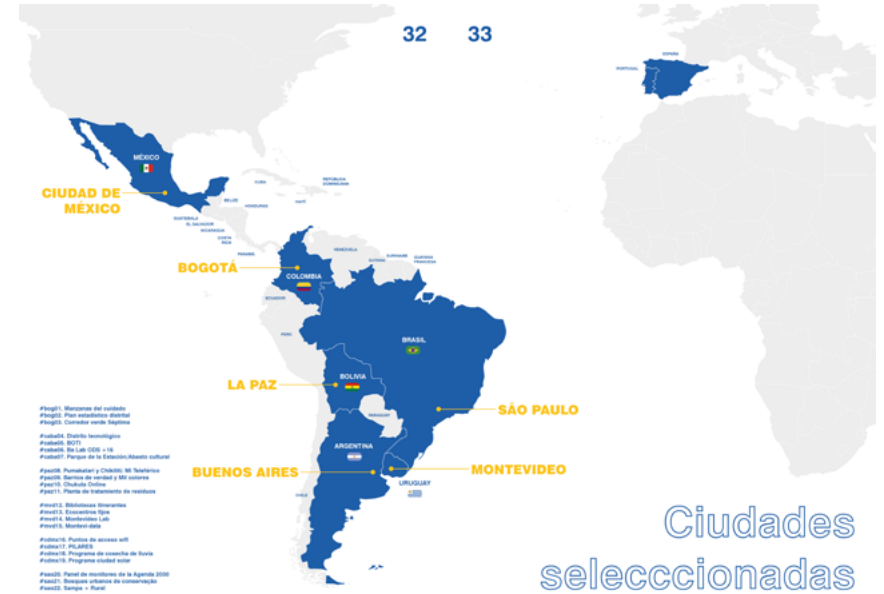 32 33
ESPAÑA
PORTUGAL
MÉXICO
CIUDAD DE
MÉXICO
CUBA
REPÚBLICA
DOMINICANA
BELIZE
HONDURAS
HAITÍ
GUATEMALA
EL SALVADOR
NICARAGUA
COSTA
RICA
PANAMÁ
VENEZUELA
GUYANA
SURINAME
GUAYANA
FRANCESA
BOGOTÁ
COLOMBIA
ECUADOR
PERÚ
BRASIL
BOLIVIA
LA PAZ
SÃO PAULO
PARAGUAY
ARGENTINA
BUENOS AIRES
MONTEVIDEO
URUGUAY
CHILE
#bog01. Manzanas del cuidado
#bog02. Plan estadístico distrital
#bog03. Corredor verde Séptima
#caba04. Distrito tecnológico
#caba05. BOTI
#caba06. Ba Lab ODS +16
#caba07. Parque de la Estación;Abasto cultural
#paz08. Pumakatari y Chikititi: Mi Teleférico
#paz09. Barrios de verdad y Mil colores
#paz10. Chukuta Online
#paz11. Planta de tratamiento de residuos
#mvd12. Bibliotecas itinerantes
#mvd13. Ecocentros fijos
#mvd14. Montevideo Lab
#mvd15. Montevi-data
#cdmx16. Puntos de acceso wifi
#cdmx17. PILARES
#cdmx18. Programa de cosecha de lluvia
#cdmx19. Programa ciudad solar
#sao20. Panel de monitoreo de la Agenda 2030
#sao21. Bosques urbanos de conservação
#sao22. Sampa + Rural
Ciudades
selecccionadas